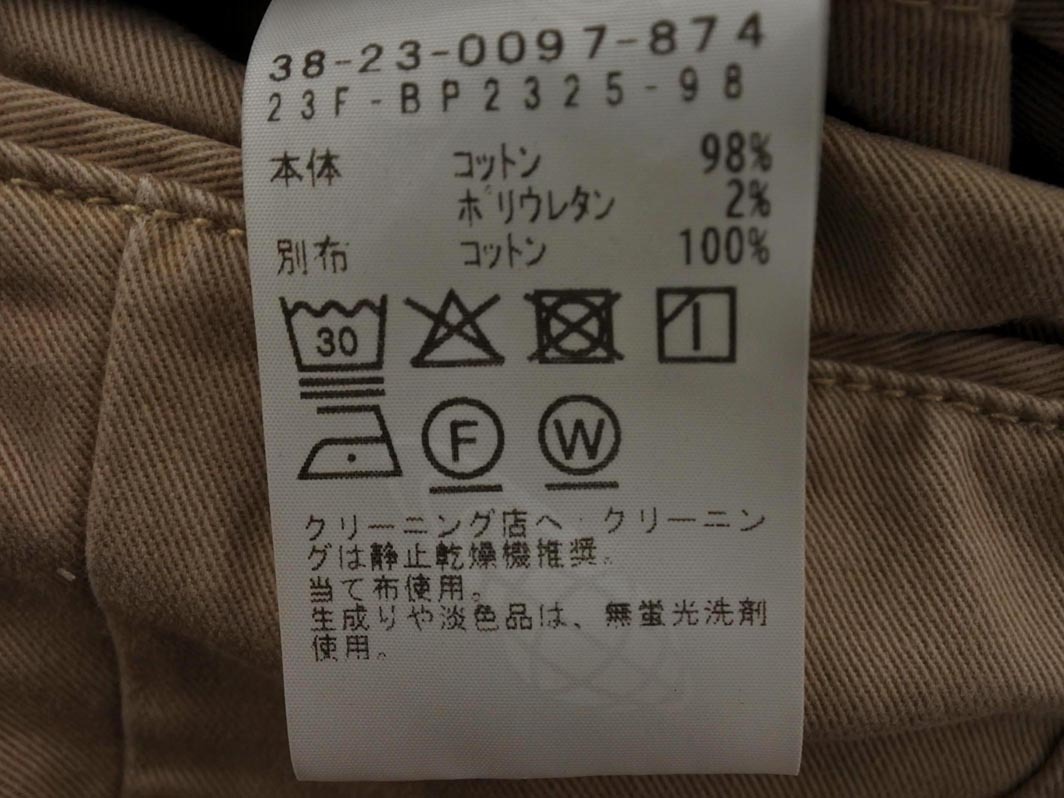 38-23-0097-874
23F-BP2325-98
本体 コットン 98%
ポリウレタン 2%
別布 コットン 100%
30
F W
クリーニング店へ クリーニン
グは静止乾燥機推奨。
当て布使用。
生成りや淡色品は、無蛍光洗剤
使用。